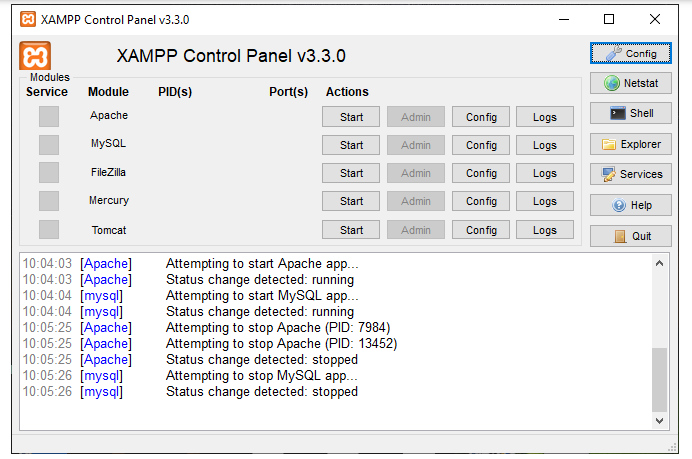 XAMPP Control Panel v3.3.0
XAMPP Control Panel v3.3.0
Config
Modules
Service Module PID(s) Port(s) Actions
Netstat
Apache Start Admin Config Logs
Shell
MySQL Start Admin Config Logs
Explorer
FileZilla Start Admin Config Logs
Services
Mercury Start Admin Config Logs
Help
Tomcat Start Admin Config Logs
Quit
10:04:03 [Apache] Attempting to start Apache app...
10:04:03 [Apache] Status change detected: running
10:04:04 [mysql] Attempting to start MySQL app...
10:04:04 [mysql] Status change detected: running
10:05:25 [Apache] Attempting to stop Apache (PID: 7984)
10:05:25 [Apache] Attempting to stop Apache (PID: 13452)
10:05:25 [Apache] Status change detected: stopped
10:05:26 [mysql] Attempting to stop MySQL app...
10:05:26 [mysql] Status change detected: stopped